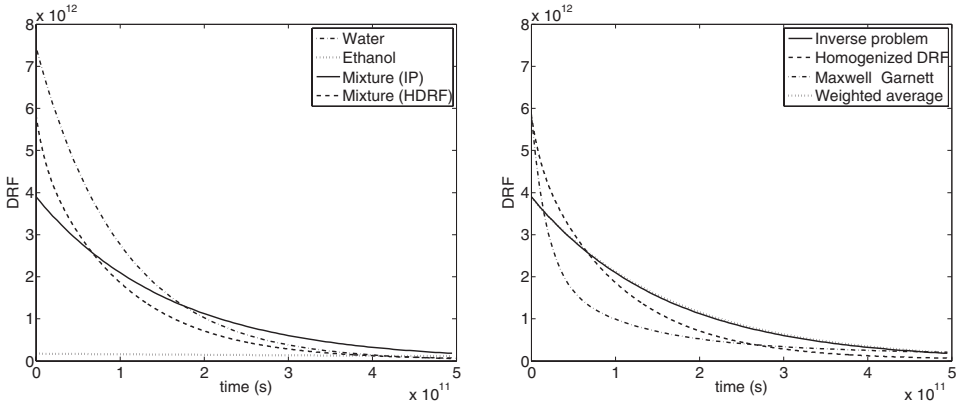 x 10^12
8
7
6
5
4
3
2
1
0
DRF
Water
Ethanol
Mixture (IP)
Mixture (HDRF)
0 1 2 3 4 5
time (s)
x 10^11
x 10^12
8
7
6
5
4
3
2
1
0
DRF
Inverse problem
Homogenized DRF
Maxwell Garnett
Weighted average
0 1 2 3 4 5
time (s)
x 10^11